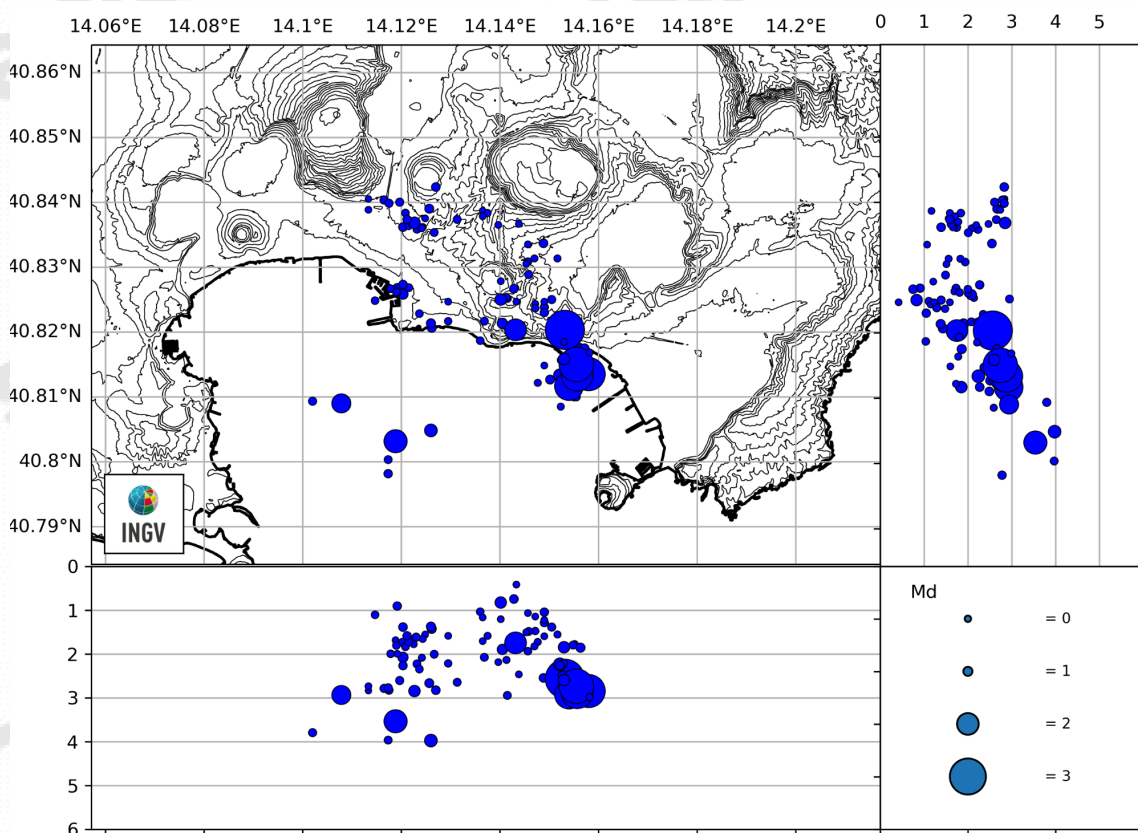 14.06°E 14.08°E 14.1°E 14.12°E 14.14°E 14.16°E 14.18°E 14.2°E 0 1 2 3 4 5
40.86°N
40.85°N
40.84°N
40.83°N
40.82°N
40.81°N
40.8°N
40.79°N
INGV
0
1
2
3
4
5
6
Md
= 0
= 1
= 2
= 3